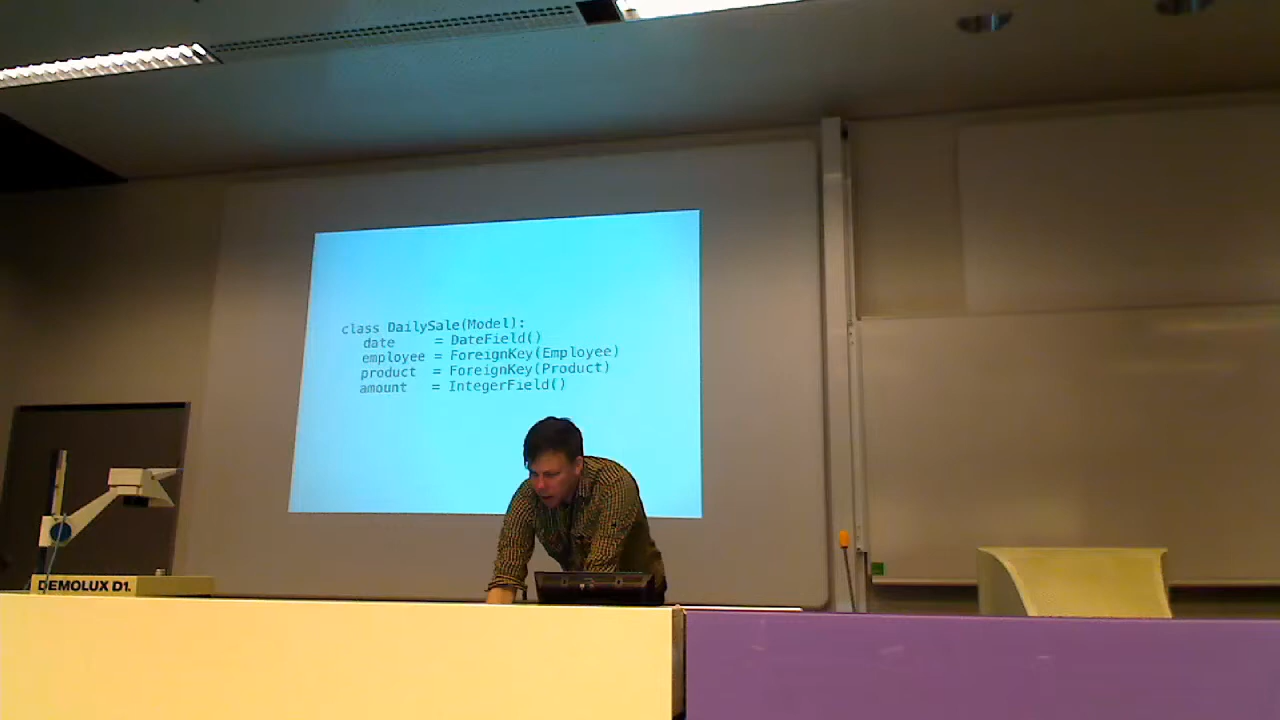 class DailySale(Model):
date = DateField()
employee = ForeignKey(Employee)
product = ForeignKey(Product)
amount = IntegerField()
DEMOLUX D1.